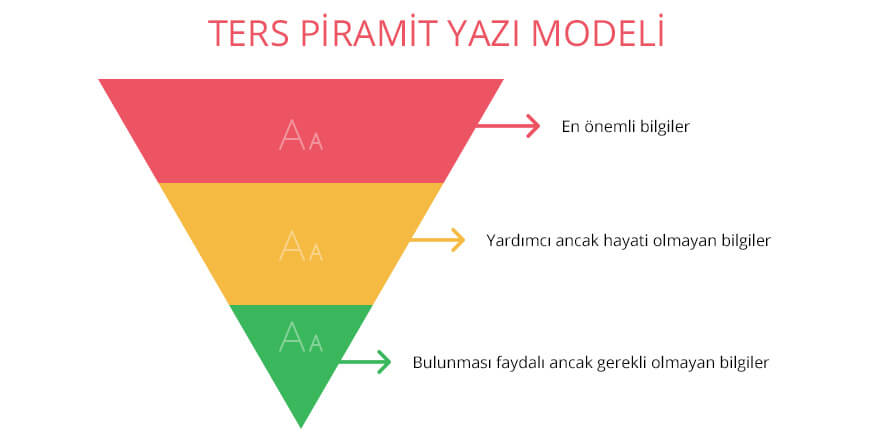 TERS PİRAMİT YAZI MODELİ
AA
En önemli bilgiler
AA
Yardımcı ancak hayati olmayan bilgiler
AA
Bulunması faydalı ancak gerekli olmayan bilgiler